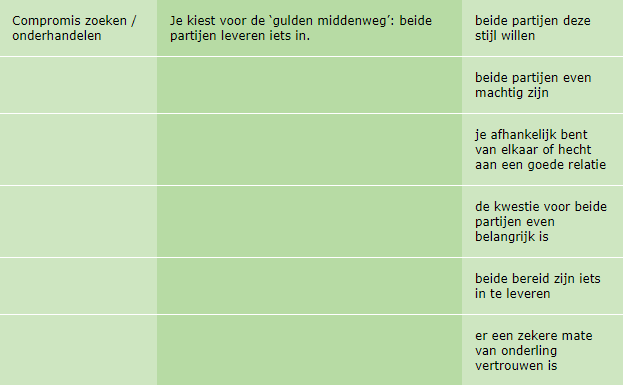 Compromis zoeken /
onderhandelen
Je kiest voor de ‘gulden middenweg’: beide
partijen leveren iets in.
beide partijen deze
stijl willen
beide partijen even
machtig zijn
je afhankelijk bent
van elkaar of hecht
aan een goede relatie
de kwestie voor beide
partijen even
belangrijk is
beide bereid zijn iets
in te leveren
er een zekere mate
van onderling
vertrouwen is